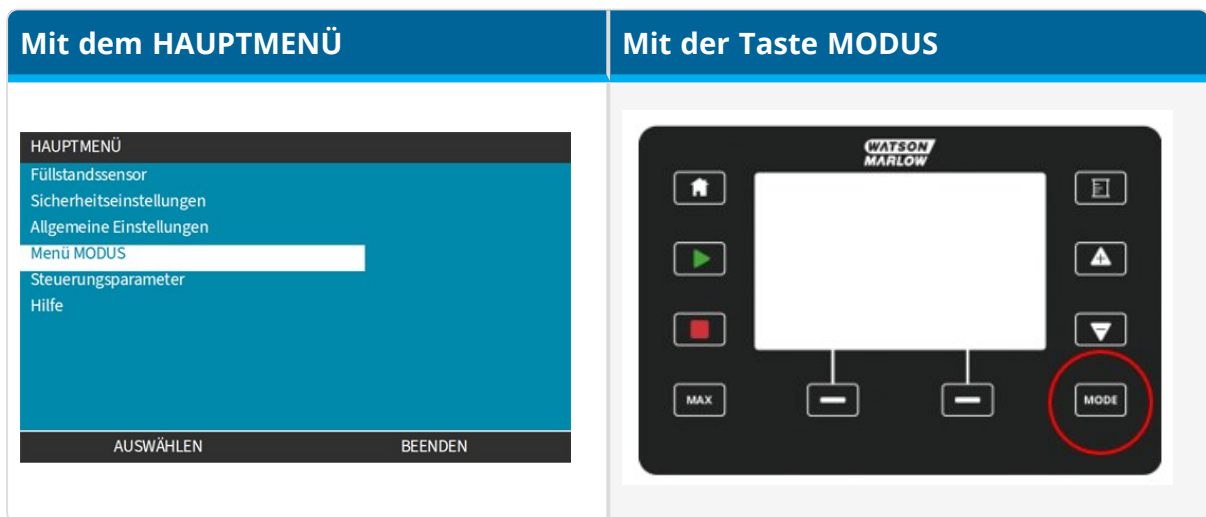 Mit dem HAUPTMENÜ
Mit der Taste MODUS
HAUPTMENÜ
Füllstandssensor
Sicherheitseinstellungen
Allgemeine Einstellungen
Menü MODUS
Steuerungsparameter
Hilfe
AUSWÄHLEN
BEENDEN
WATSON
MARLOW
MAX
MODE